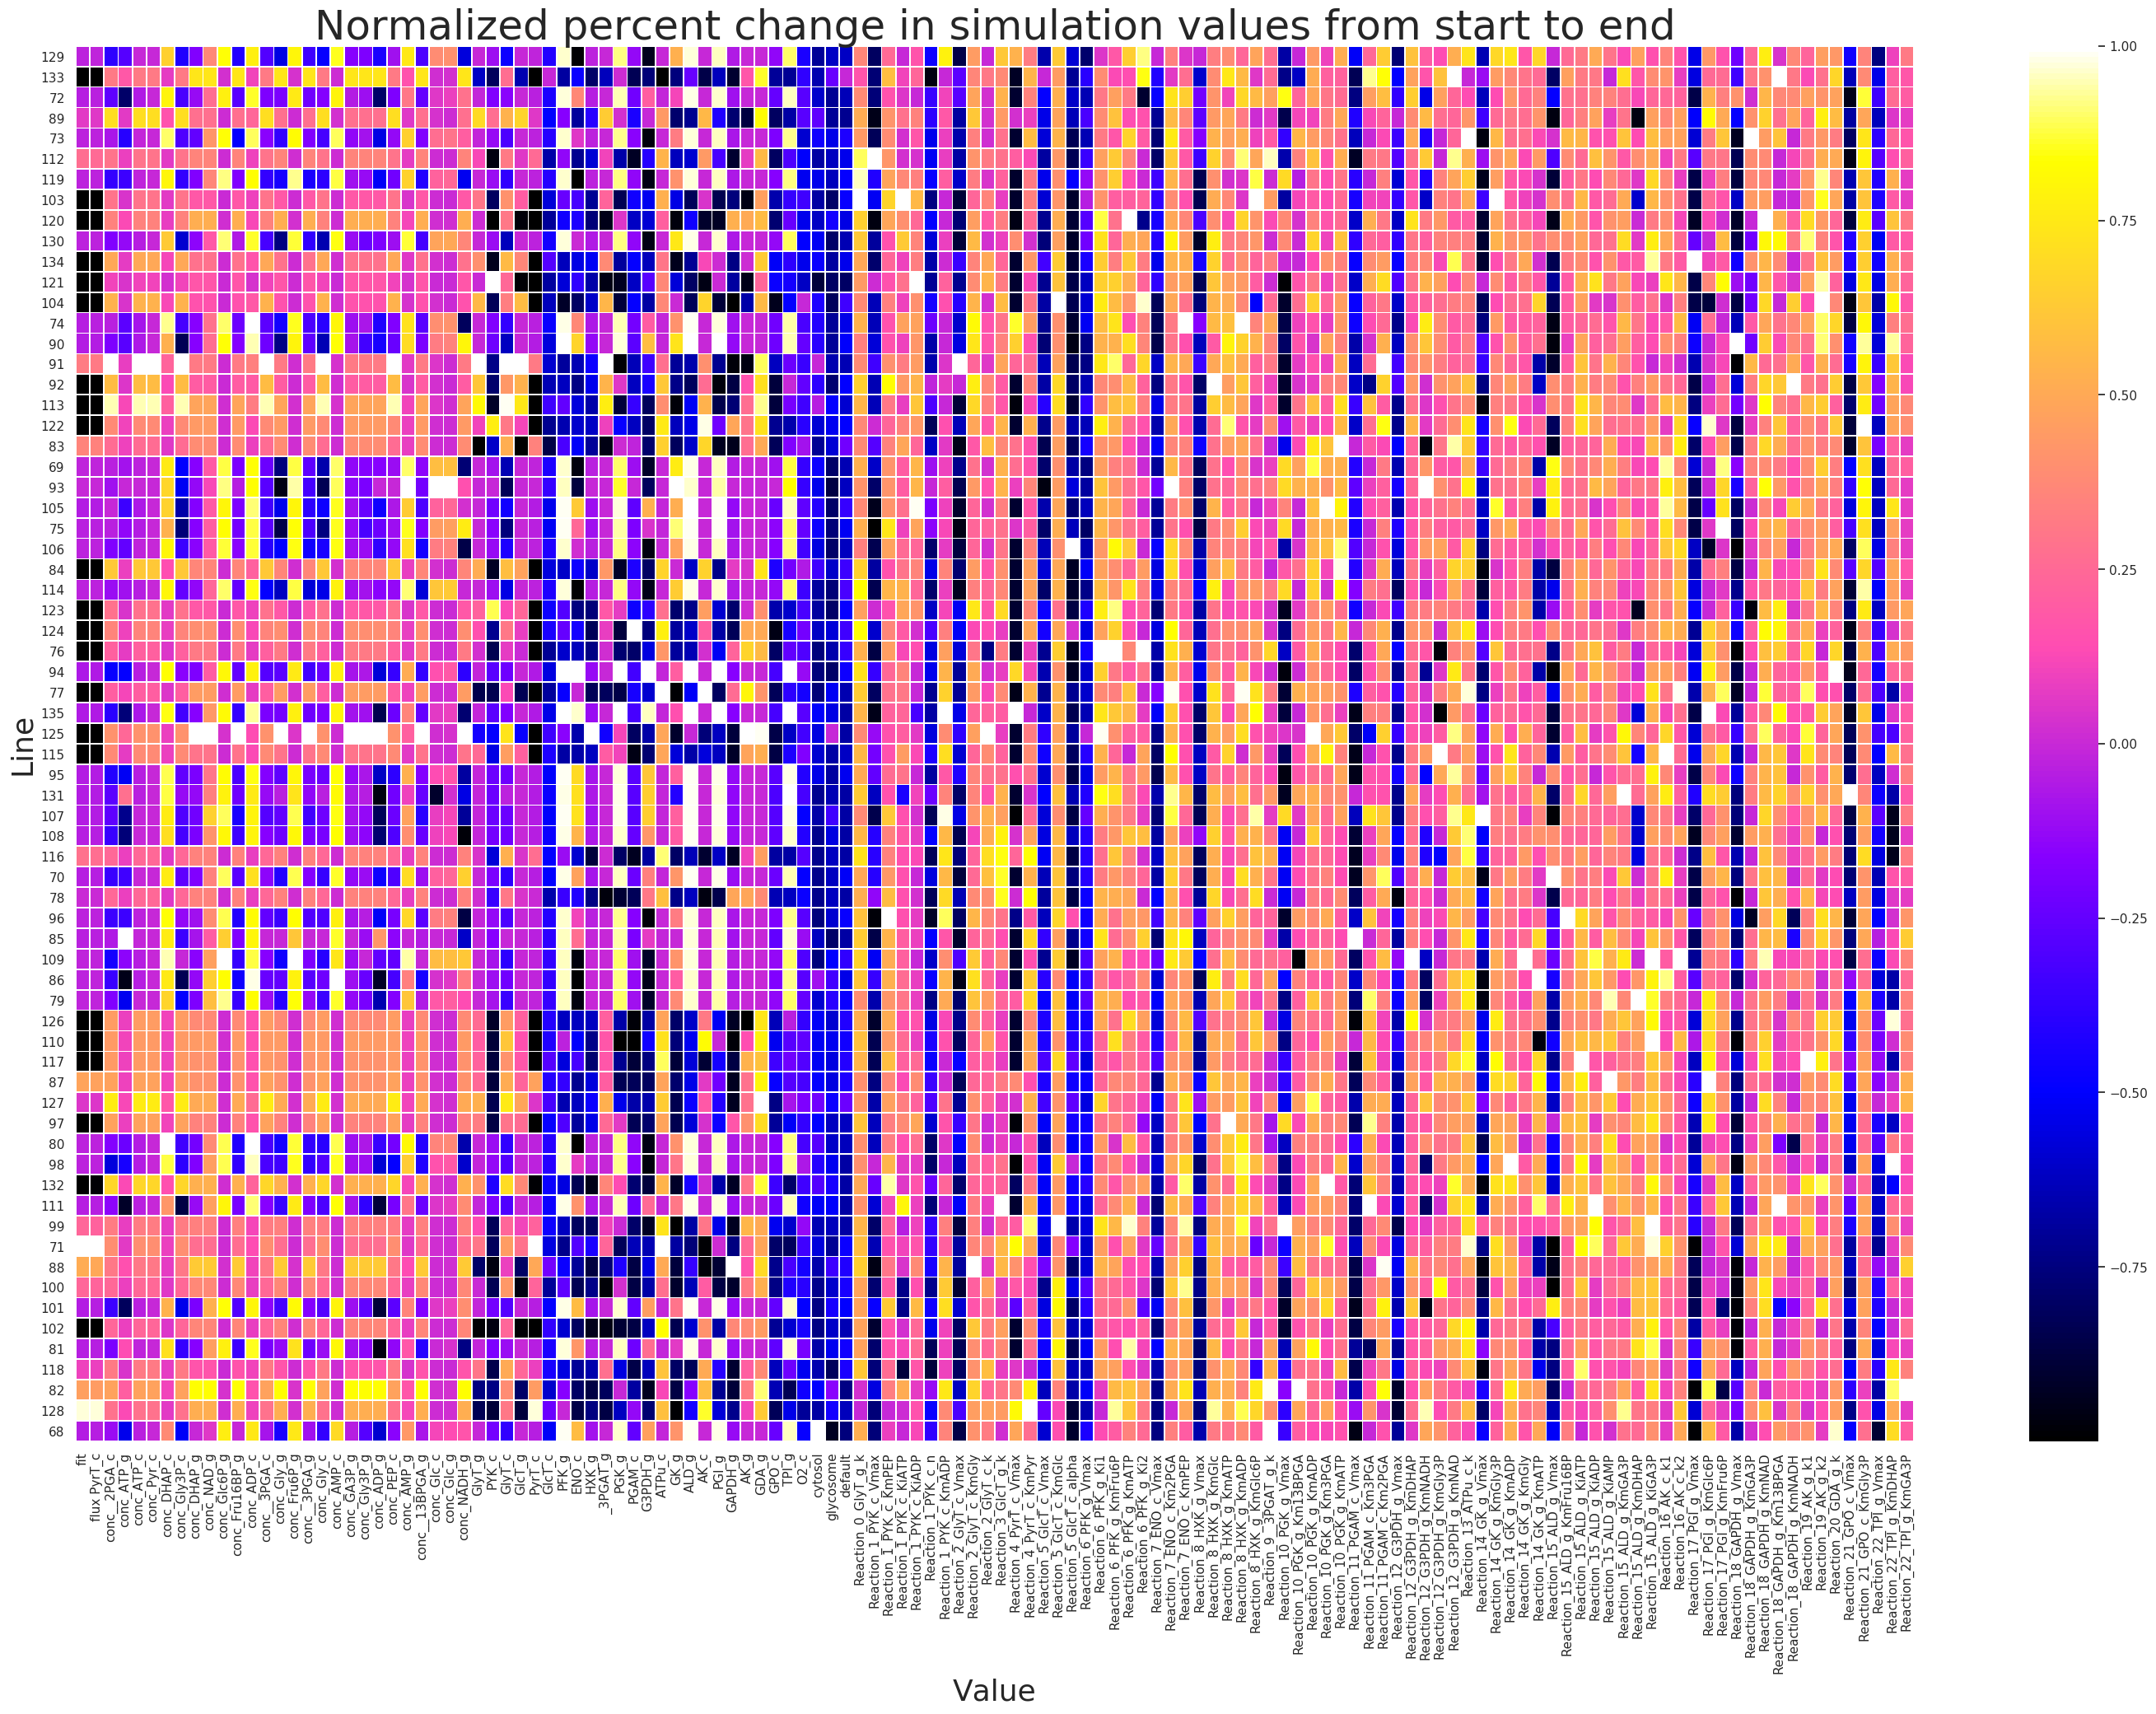 Normalized percent change in simulation values from start to end
129
133
72
89
73
112
119
103
120
130
134
121
104
74
90
91
92
113
122
83
69
93
105
75
106
84
114
123
124
76
94
77
135
125
115
95
131
107
108
116
70
78
96
85
109
86
79
126
110
117
87
127
97
80
98
132
111
99
71
88
100
101
102
81
118
82
128
68
Line
fit
flux PyrT_c
conc_2PGA_c
conc_ATP_g
conc_ATP_c
conc_Pyr_c
conc_DHAP_c
conc_Gly3P_c
conc_DHAP_g
conc_NAD_g
conc_Glc6P_g
conc_Fru16BP_g
conc_ADP_c
conc_3PGA_c
conc_Gly_g
conc_Fru6P_g
conc_3PGA_g
conc_Gly_c
conc_AMP_c
conc_GA3P_g
conc_Gly3P_g
conc_ADP_g
conc_PEP_c
conc_AMP_g
conc__13BPGA_g
conc_Glc_c
conc_Glc_g
conc_NADH_g
GlyT_g
PYK_c
GlyT_c
GlcT_g
PyrT_c
GlcT_c
PFK_g
ENO_c
HXK_g
_3PGAT_g
PGK_g
PGAM_c
G3PDH_g
ATPu_c
GK_g
ALD_g
AK_c
PGI_g
GAPDH_g
AK_g
GDA_g
GPO_c
TPI_g
O2_c
cytosol
glycosome
default
Reaction_0_GlyT_g_k
Reaction_1_PYK_c_Vmax
Reaction_1_PYK_c_KmPEP
Reaction_1_PYK_c_KiATP
Reaction_1_PYK_c_KiADP
Reaction_1_PYK_c_n
Reaction_1_PYK_c_KmADP
Reaction_2_GlyT_c_Vmax
Reaction_2_GlyT_c_KmGly
Reaction_2_GlyT_c_k
Reaction_3_GlcT_g_k
Reaction_4_PyrT_c_Vmax
Reaction_4_PyrT_c_KmPyr
Reaction_5_GlcT_c_Vmax
Reaction_5_GlcT_c_KmGlc
Reaction_5_GlcT_c_alpha
Reaction_6_PFK_g_Vmax
Reaction_6_PFK_g_Ki1
Reaction_6_PFK_g_KmFru6P
Reaction_6_PFK_g_KmATP
Reaction_6_PFK_g_Ki2
Reaction_7_ENO_c_Vmax
Reaction_7_ENO_c_Km2PGA
Reaction_7_ENO_c_KmPEP
Reaction_8_HXK_g_Vmax
Reaction_8_HXK_g_KmGlc
Reaction_8_HXK_g_KmATP
Reaction_8_HXK_g_KmADP
Reaction_8_HXK_g_KmGlc6P
Reaction_9__3PGAT_g_k
Reaction_10_PGK_g_Vmax
Reaction_10_PGK_g_Km13BPGA
Reaction_10_PGK_g_KmADP
Reaction_10_PGK_g_Km3PGA
Reaction_10_PGK_g_KmATP
Reaction_11_PGAM_c_Vmax
Reaction_11_PGAM_c_Km3PGA
Reaction_11_PGAM_c_Km2PGA
Reaction_12_G3PDH_g_Vmax
Reaction_12_G3PDH_g_KmDHAP
Reaction_12_G3PDH_g_KmNADH
Reaction_12_G3PDH_g_KmGly3P
Reaction_12_G3PDH_g_KmNAD
Reaction_13_ATPu_c_k
Reaction_14_GK_g_Vmax
Reaction_14_GK_g_KmGly3P
Reaction_14_GK_g_KmADP
Reaction_14_GK_g_KmGly
Reaction_14_GK_g_KmATP
Reaction_15_ALD_g_Vmax
Reaction_15_ALD_g_KmFru16BP
Reaction_15_ALD_g_KiATP
Reaction_15_ALD_g_KiADP
Reaction_15_ALD_g_KiAMP
Reaction_15_ALD_g_KmGA3P
Reaction_15_ALD_g_KmDHAP
Reaction_15_ALD_g_KiGA3P
Reaction_16_AK_c_k1
Reaction_16_AK_c_k2
Reaction_17_PGI_g_Vmax
Reaction_17_PGI_g_KmGlc6P
Reaction_17_PGI_g_KmFru6P
Reaction_18_GAPDH_g_Vmax
Reaction_18_GAPDH_g_KmGA3P
Reaction_18_GAPDH_g_KmNAD
Reaction_18_GAPDH_g_Km13BPGA
Reaction_18_GAPDH_g_KmNADH
Reaction_19_AK_g_k1
Reaction_19_AK_g_k2
Reaction_20_GDA_g_k
Reaction_21_GPO_c_Vmax
Reaction_21_GPO_c_KmGly3P
Reaction_22_TPI_g_Vmax
Reaction_22_TPI_g_KmDHAP
Reaction_22_TPI_g_KmGA3P
Value
1.00
0.75
0.50
0.25
0.00
−0.25
−0.50
−0.75